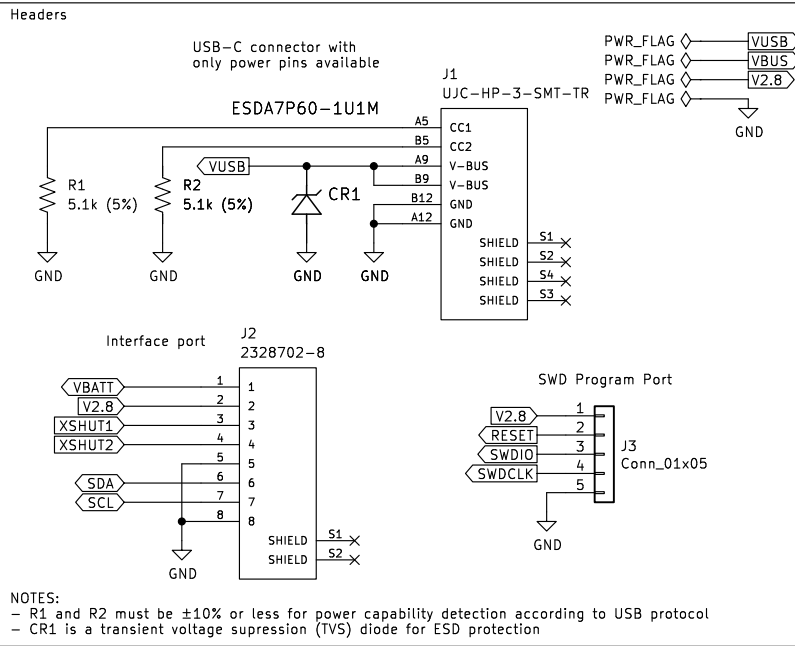 Headers
USB-C connector with
only power pins available
PWR_FLAG VUSB
PWR_FLAG VBUS
PWR_FLAG V2.8
PWR_FLAG
GND
J1
UJC-HP-3-SMT-TR
ESDA7P60-1U1M
A5 CC1
B5 CC2
VUSB A9 V-BUS
B9 V-BUS
B12 GND
A12 GND
SHIELD S1
SHIELD S2
SHIELD S4
SHIELD S3
R1
5.1k (5%)
R2
5.1k (5%)
CR1
GND
GND
GND
GND
Interface port
J2
2328702-8
VBATT 1 1
V2.8 2 2
XSHUT1 3 3
XSHUT2 4 4
5 5
SDA 6 6
SCL 7 7
8 8
SHIELD S1
SHIELD S2
GND
SWD Program Port
V2.8 1
RESET 2
SWDIO 3
SWDCLK 4
5
J3
Conn_01x05
GND
NOTES:
- R1 and R2 must be ±10% or less for power capability detection according to USB protocol
- CR1 is a transient voltage supression (TVS) diode for ESD protection